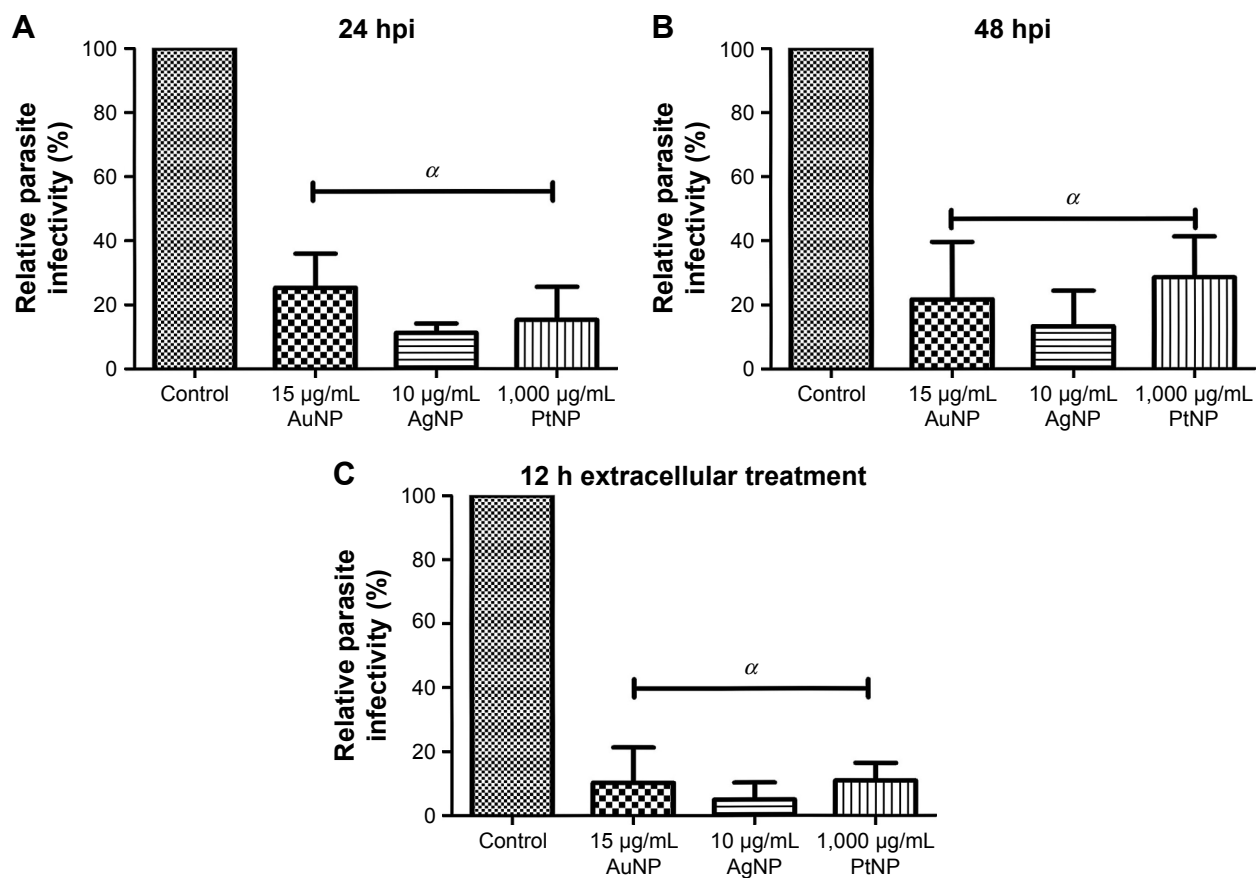 A
24 hpi
Relative parasite
infectivity (%)
100
80
60
40
20
0
α
Control
15 µg/mL
AuNP
10 µg/mL
AgNP
1,000 µg/mL
PtNP
B
48 hpi
Relative parasite
infectivity (%)
100
80
60
40
20
0
α
Control
15 µg/mL
AuNP
10 µg/mL
AgNP
1,000 µg/mL
PtNP
C
12 h extracellular treatment
Relative parasite
infectivity (%)
100
80
60
40
20
0
α
Control
15 µg/mL
AuNP
10 µg/mL
AgNP
1,000 µg/mL
PtNP